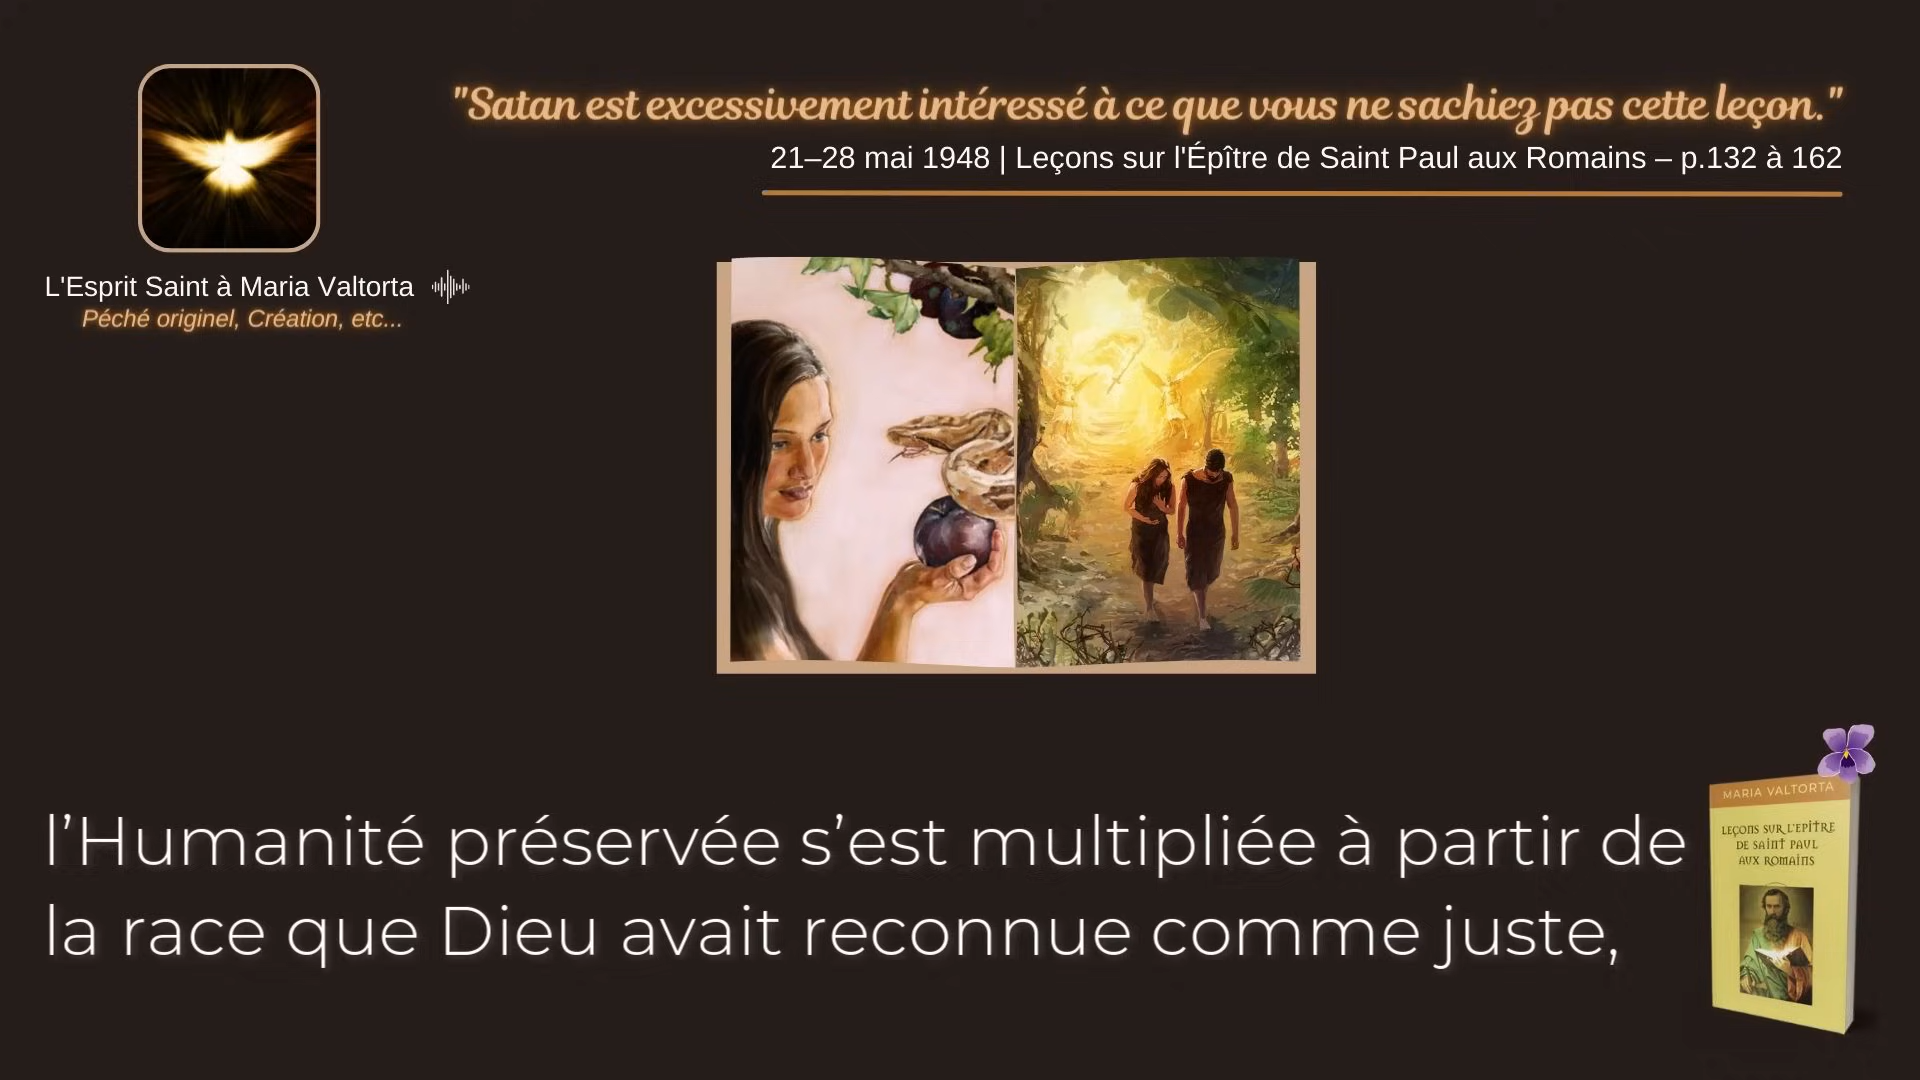 "Satan est excessivement intéressé à ce que vous ne sachiez pas cette leçon."
21–28 mai 1948 | Leçons sur l'Épître de Saint Paul aux Romains – p.132 à 162
L'Esprit Saint à Maria Valtorta
Péché originel, Création, etc...
l’Humanité préservée s’est multipliée à partir de
la race que Dieu avait reconnue comme juste,
MARIA VALTORTA
LEÇONS SUR L'EPÎTRE
DE SAINT PAUL
AUX ROMAINS